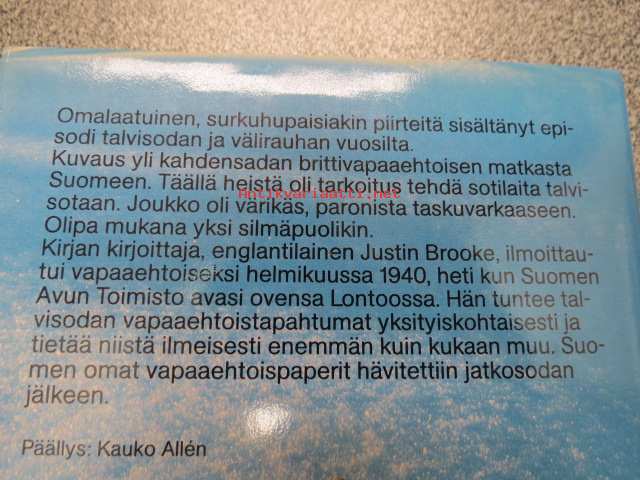 Omalaatuinen, surkuhupaisiakin piirteitä sisältänyt epi-
sodi talvisodan ja välirauhan vuosilta.
Kuvaus yli kahdensadan brittivapaaehtoisen matkasta
Suomeen. Täällä heistä oli tarkoitus tehdä sotilaita talvi-
Antikvariaatti.net
sotaan. Joukko oli värikäs, paronista taskuvarkaaseen.
Olipa mukana yksi silmäpuolikin.
Kirjan kirjoittaja, englantilainen Justin Brooke, ilmoittau-
tui vapaaehtoiseksi helmikuussa 1940, heti kun Suomen
Avun Toimisto avasi ovensa Lontoossa. Hän tuntee tal-
visodan vapaaehtoistapahtumat yksityiskohtaisesti ja
tietää niistä ilmeisesti enemmän kuin kukaan muu. Suo-
men omat vapaaehtoispaperit hävitettiin jatkosodan
jälkeen.
Päällys: Kauko Allén